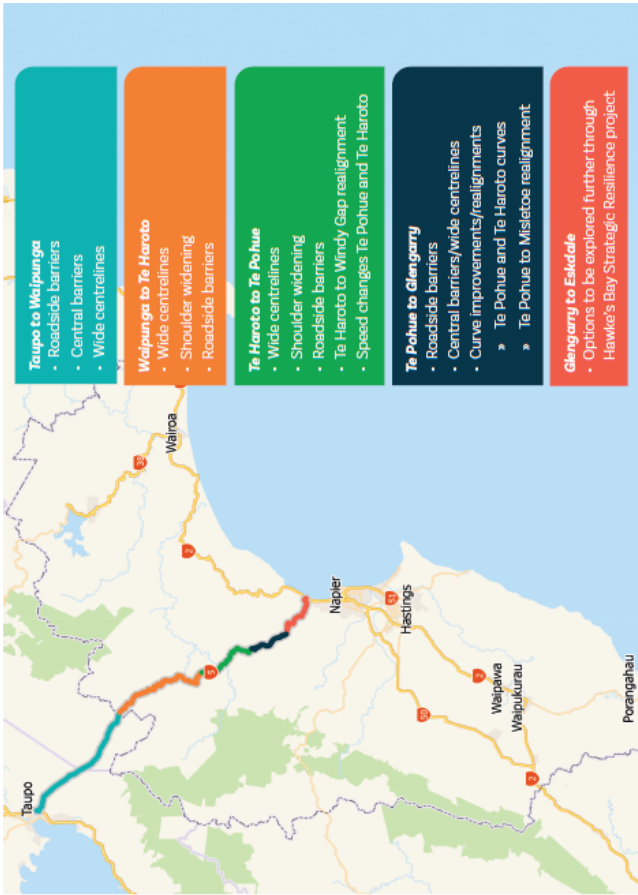 Taupo to Waipunga
• Roadside barriers
• Central barriers
• Wide centrelines
Waipunga to Te Haroto
• Wide centrelines
• Shoulder widening
• Roadside barriers
Te Haroto to Te Pohue
• Wide centrelines
• Shoulder widening
• Roadside barriers
• Te Haroto to Windy Gap realignment
• Speed changes Te Pohue and Te Haroto
Te Pohue to Glengarry
• Roadside barriers
• Central barriers/wide centrelines
• Curve improvements/realignments
» Te Pohue and Te Haroto curves
» Te Pohue to Misletoe realignment
Glengarry to Eskdale
• Options to be explored further through
Hawke's Bay Strategic Resilience project
Taupo
Wairoa
38
2
5
Napier
51
Hastings
50
2
Waipawa
Waipukurau
2
Porangahau